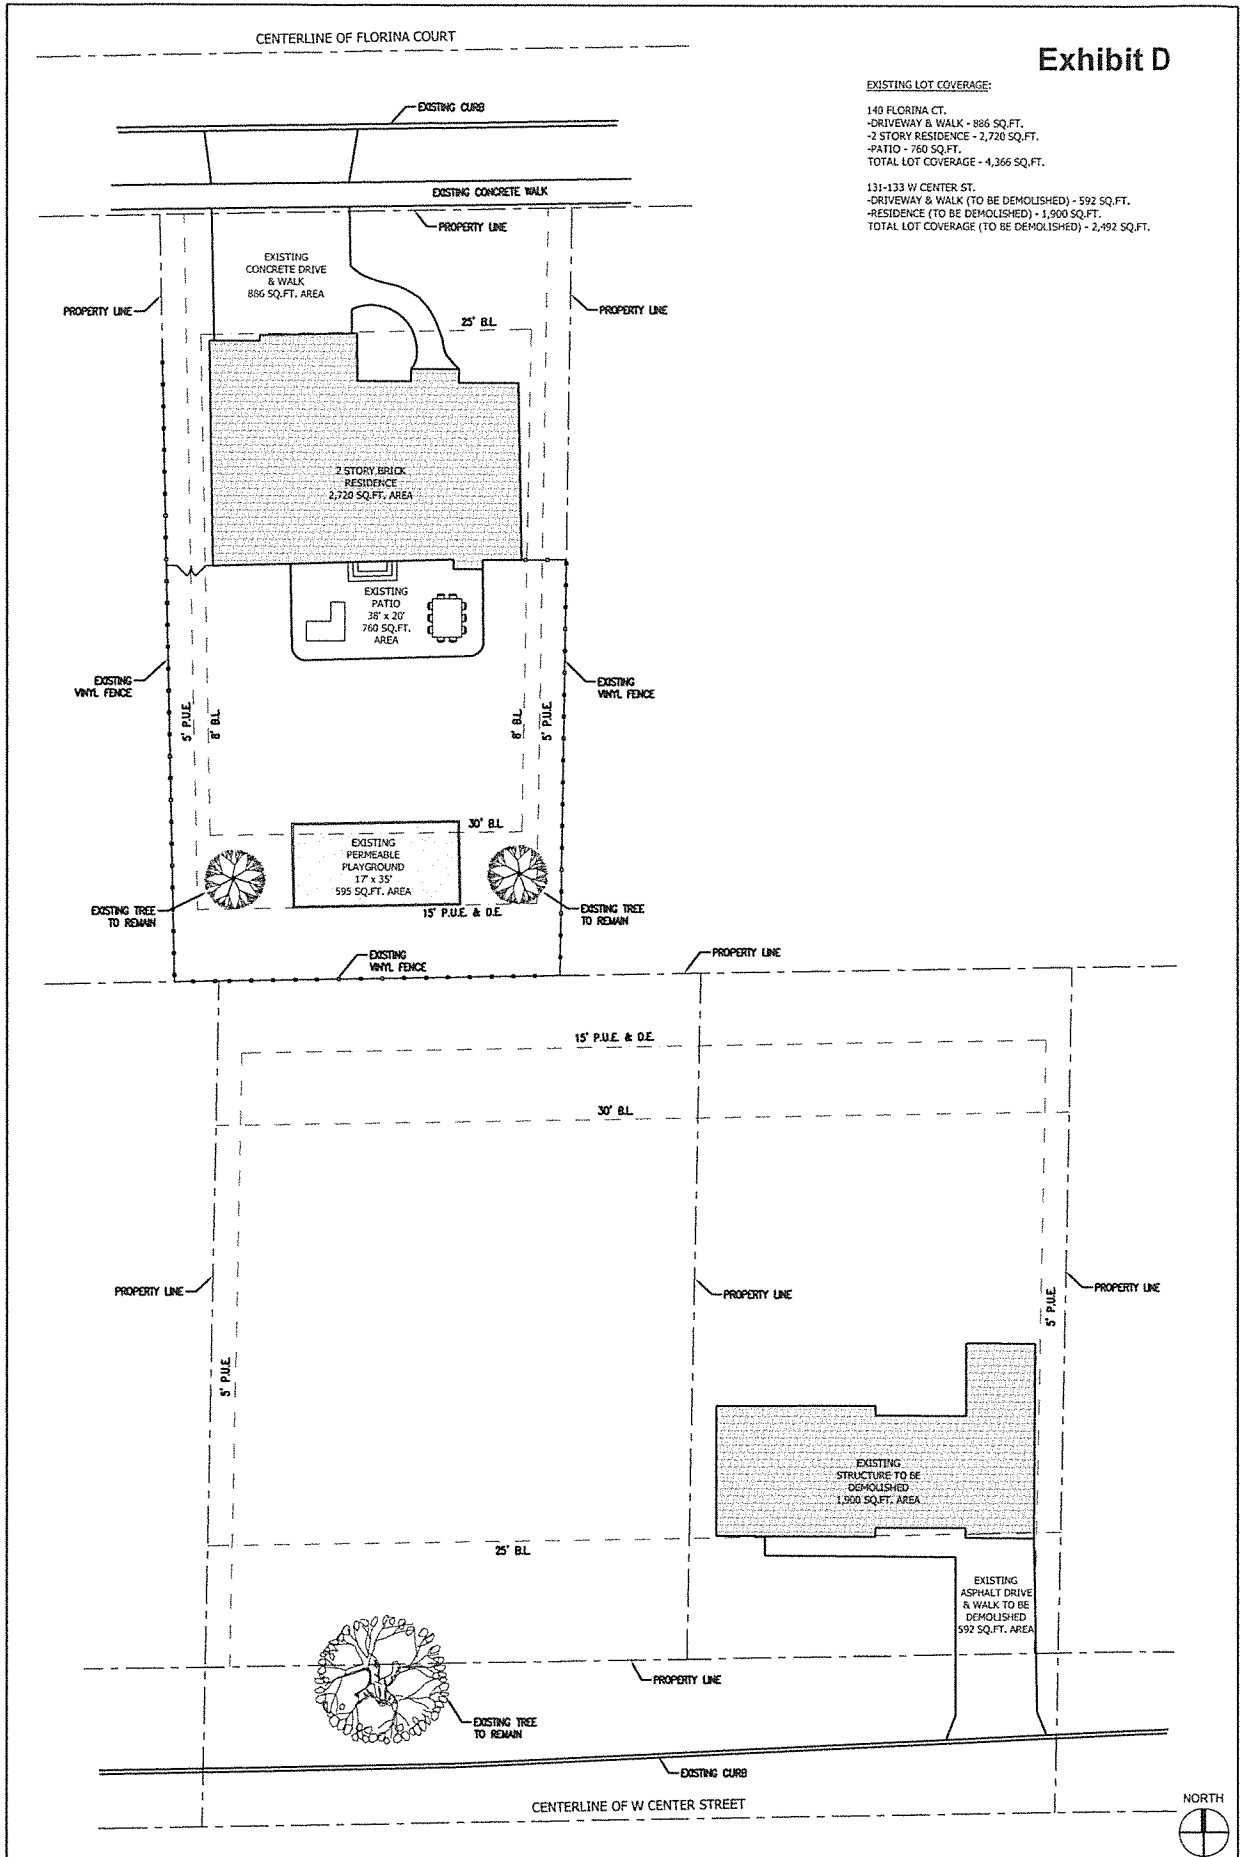 CENTERLINE OF FLORINA COURT
Exhibit D
EXISTING LOT COVERAGE:
140 FLORINA CT.
-DRIVEWAY & WALK - 886 SQ.FT.
-2 STORY RESIDENCE - 2,720 SQ.FT.
-PATIO - 760 SQ.FT.
TOTAL LOT COVERAGE - 4,366 SQ.FT.
131-133 W CENTER ST.
-DRIVEWAY & WALK (TO BE DEMOLISHED) - 592 SQ.FT.
-RESIDENCE (TO BE DEMOLISHED) - 1,900 SQ.FT.
TOTAL LOT COVERAGE (TO BE DEMOLISHED) - 2,492 SQ.FT.
EXISTING CURB
EXISTING CONCRETE WALK
PROPERTY LINE
EXISTING
CONCRETE DRIVE
& WALK
886 SQ.FT. AREA
PROPERTY LINE
PROPERTY LINE
25' B.L.
2 STORY BRICK
RESIDENCE
2,720 SQ.FT. AREA
EXISTING
PATIO
38' x 20'
760 SQ.FT.
AREA
EXISTING
VINYL FENCE
EXISTING
VINYL FENCE
5' P.U.E.
8' B.L.
8' B.L.
5' P.U.E.
30' B.L.
EXISTING
PERMEABLE
PLAYGROUND
17' x 35'
595 SQ.FT. AREA
EXISTING TREE
TO REMAIN
15' P.U.E. & D.E.
EXISTING TREE
TO REMAIN
EXISTING
VINYL FENCE
PROPERTY LINE
15' P.U.E. & D.E.
30' B.L.
PROPERTY LINE
PROPERTY LINE
PROPERTY LINE
5' P.U.E.
5' P.U.E.
EXISTING
STRUCTURE TO BE
DEMOLISHED
1,900 SQ.FT. AREA
25' B.L.
EXISTING
ASPHALT DRIVE
& WALK TO BE
DEMOLISHED
592 SQ.FT. AREA
PROPERTY LINE
EXISTING TREE
TO REMAIN
EXISTING CURB
CENTERLINE OF W CENTER STREET
NORTH